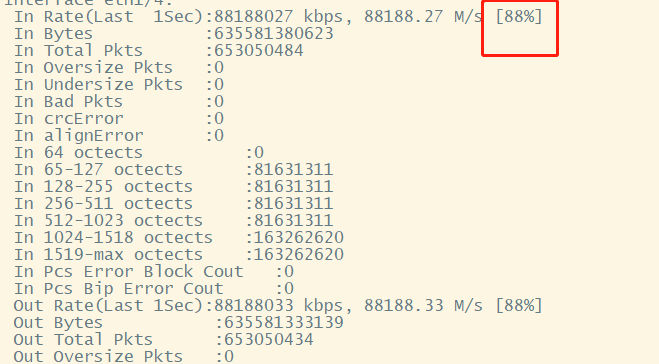 Interface eth1/4:
In Rate(Last 1Sec):88188027 kbps, 88188.27 M/s [88%]
In Bytes :635581380623
In Total Pkts :653050484
In Oversize Pkts :0
In Undersize Pkts :0
In Bad Pkts :0
In crcError :0
In alignError :0
In 64 octects :0
In 65-127 octects :81631311
In 128-255 octects :81631311
In 256-511 octects :81631311
In 512-1023 octects :81631311
In 1024-1518 octects :163262620
In 1519-max octects :163262620
In Pcs Error Block Cout :0
In Pcs Bip Error Cout :0
Out Rate(Last 1Sec):88188033 kbps, 88188.33 M/s [88%]
Out Bytes :635581333139
Out Total Pkts :653050434
Out Oversize Pkts :0